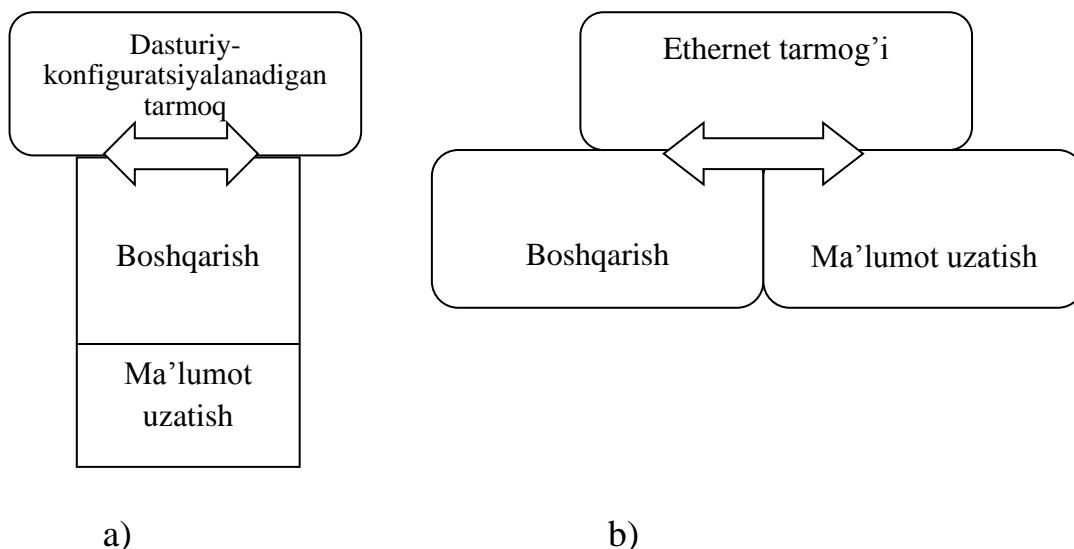 Dasturiy-
konfiguratsiyalanadigan
tarmoq
Boshqarish
Ma’lumot
uzatish
a)
Ethernet tarmog’i
Boshqarish
Ma’lumot uzatish
b)